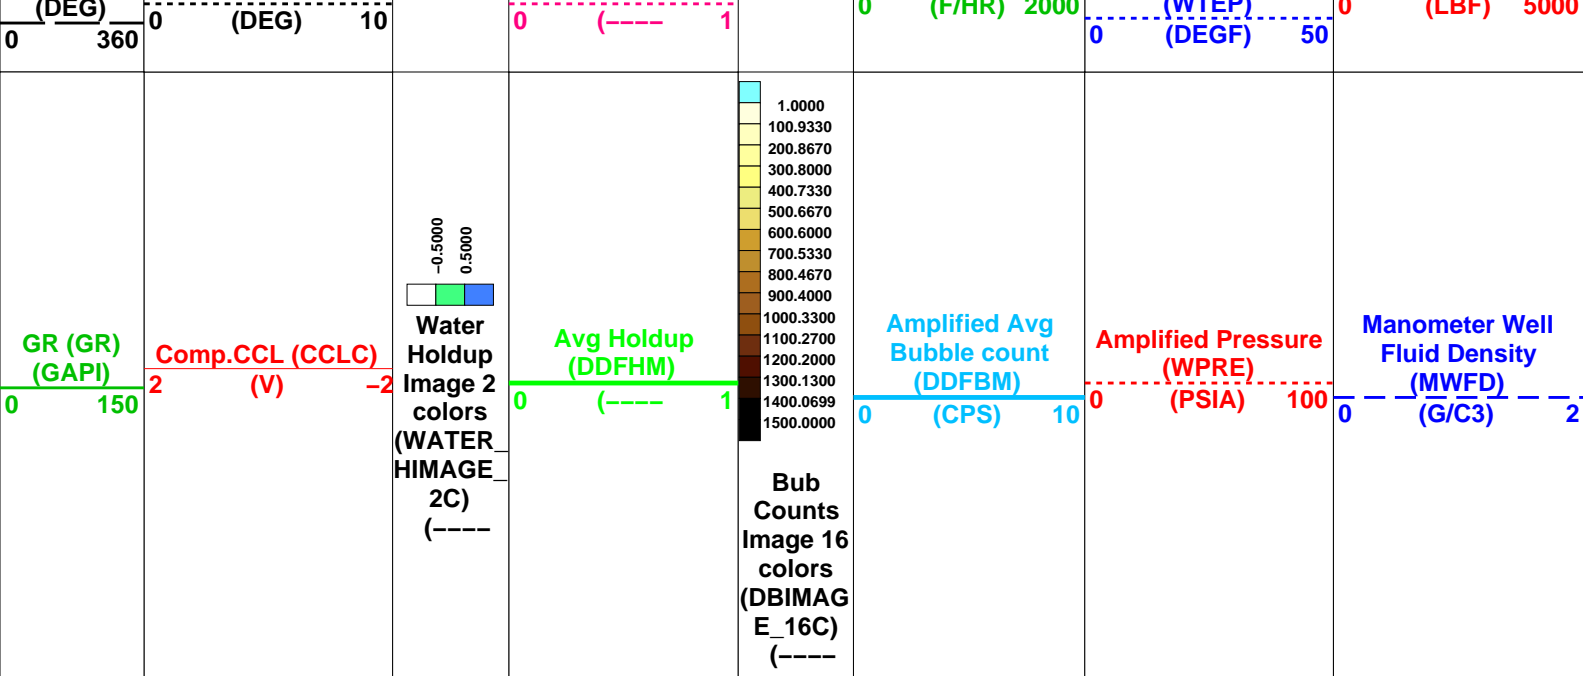 (DEG)
0 360
0 (DEG) 10
0 (−−−− 1
0 (F/HR) 2000
(WTEP)
0 (DEGF) 50
0 (LBF) 5000
GR (GR)
(GAPI)
0 150
Comp.CCL (CCLC)
2 (V) −2
−0.5000
0.5000
Water
Holdup
Image 2
colors
(WATER_
HIMAGE_
2C)
(−−−−
Avg Holdup
(DDFHM)
0 (−−−− 1
1.0000
100.9330
200.8670
300.8000
400.7330
500.6670
600.6000
700.5330
800.4670
900.4000
1000.3300
1100.2700
1200.2000
1300.1300
1400.0699
1500.0000
Bub
Counts
Image 16
colors
(DBIMAG
E_16C)
(−−−−
Amplified Avg
Bubble count
(DDFBM)
0 (CPS) 10
Amplified Pressure
(WPRE)
0 (PSIA) 100
Manometer Well
Fluid Density
(MWFD)
0 (G/C3) 2